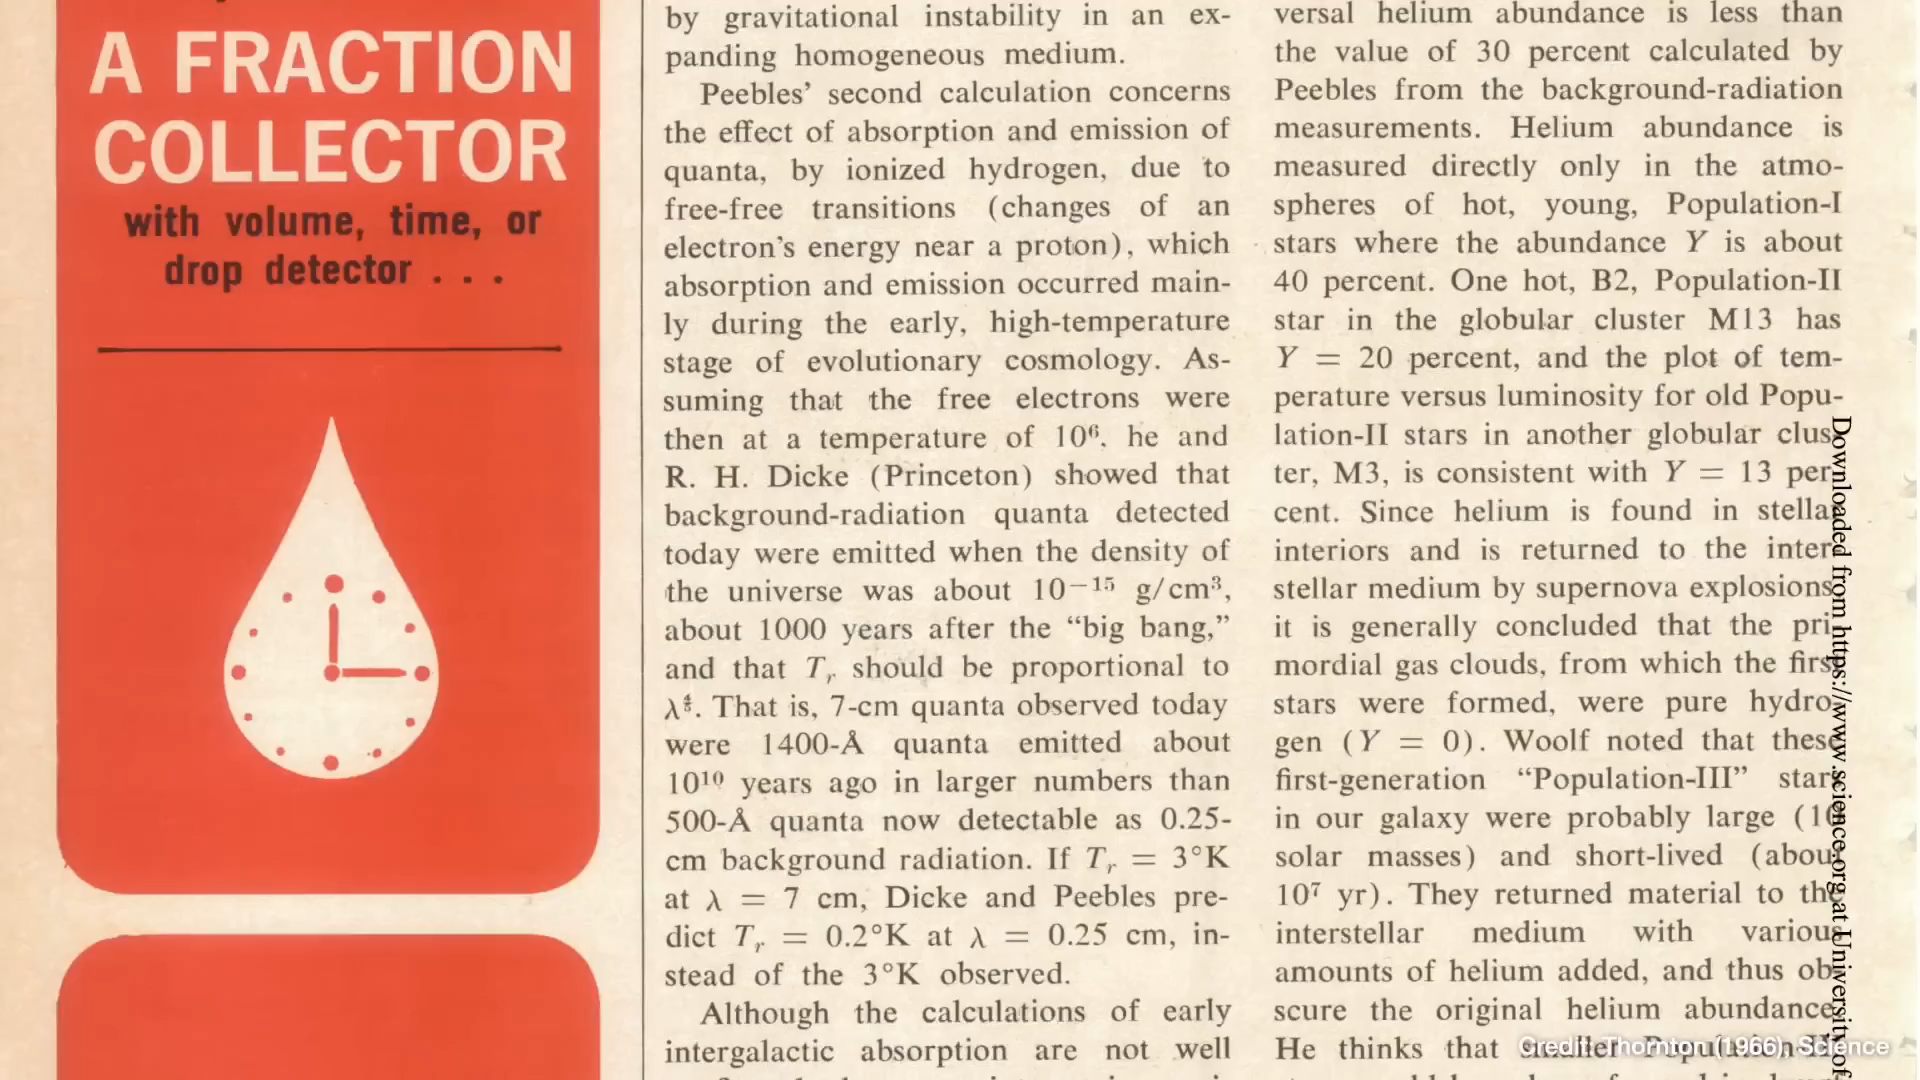 A FRACTION
COLLECTOR
with volume, time, or
drop detector . . .
by gravitational instability in an ex-
panding homogeneous medium.
Peebles’ second calculation concerns
the effect of absorption and emission of
quanta, by ionized hydrogen, due to
free-free transitions (changes of an
electron’s energy near a proton), which
absorption and emission occurred main-
ly during the early, high-temperature
stage of evolutionary cosmology. As-
suming that the free electrons were
then at a temperature of 10⁶. he and
R. H. Dicke (Princeton) showed that
background-radiation quanta detected
today were emitted when the density of
the universe was about 10⁻¹⁵ g/cm³,
about 1000 years after the “big bang,”
and that Tᵣ should be proportional to
λ. That is, 7-cm quanta observed today
were 1400-Å quanta emitted about
10¹⁰ years ago in larger numbers than
500-Å quanta now detectable as 0.25-
cm background radiation. If Tᵣ = 3°K
at λ = 7 cm, Dicke and Peebles pre-
dict Tᵣ = 0.2°K at λ = 0.25 cm, in-
stead of the 3°K observed.
Although the calculations of early
intergalactic absorption are not well
versal helium abundance is less than
the value of 30 percent calculated by
Peebles from the background-radiation
measurements. Helium abundance is
measured directly only in the atmo-
spheres of hot, young, Population-I
stars where the abundance Y is about
40 percent. One hot, B2, Population-II
star in the globular cluster M13 has
Y = 20 percent, and the plot of tem-
perature versus luminosity for old Popu-
lation-II stars in another globular clus
ter, M3, is consistent with Y = 13 per
cent. Since helium is found in stella
interiors and is returned to the inter
stellar medium by supernova explosions
it is generally concluded that the pri
mordial gas clouds, from which the firs
stars were formed, were pure hydro
gen (Y = 0). Woolf noted that these
first-generation “Population-III” star
in our galaxy were probably large (10
solar masses) and short-lived (abou
10⁷ yr). They returned material to the
interstellar medium with various
amounts of helium added, and thus ob
scure the original helium abundance
He thinks that smaller Population-II
Downloaded from https://www.science.org at University of
Credit: Thornton (1966), Science